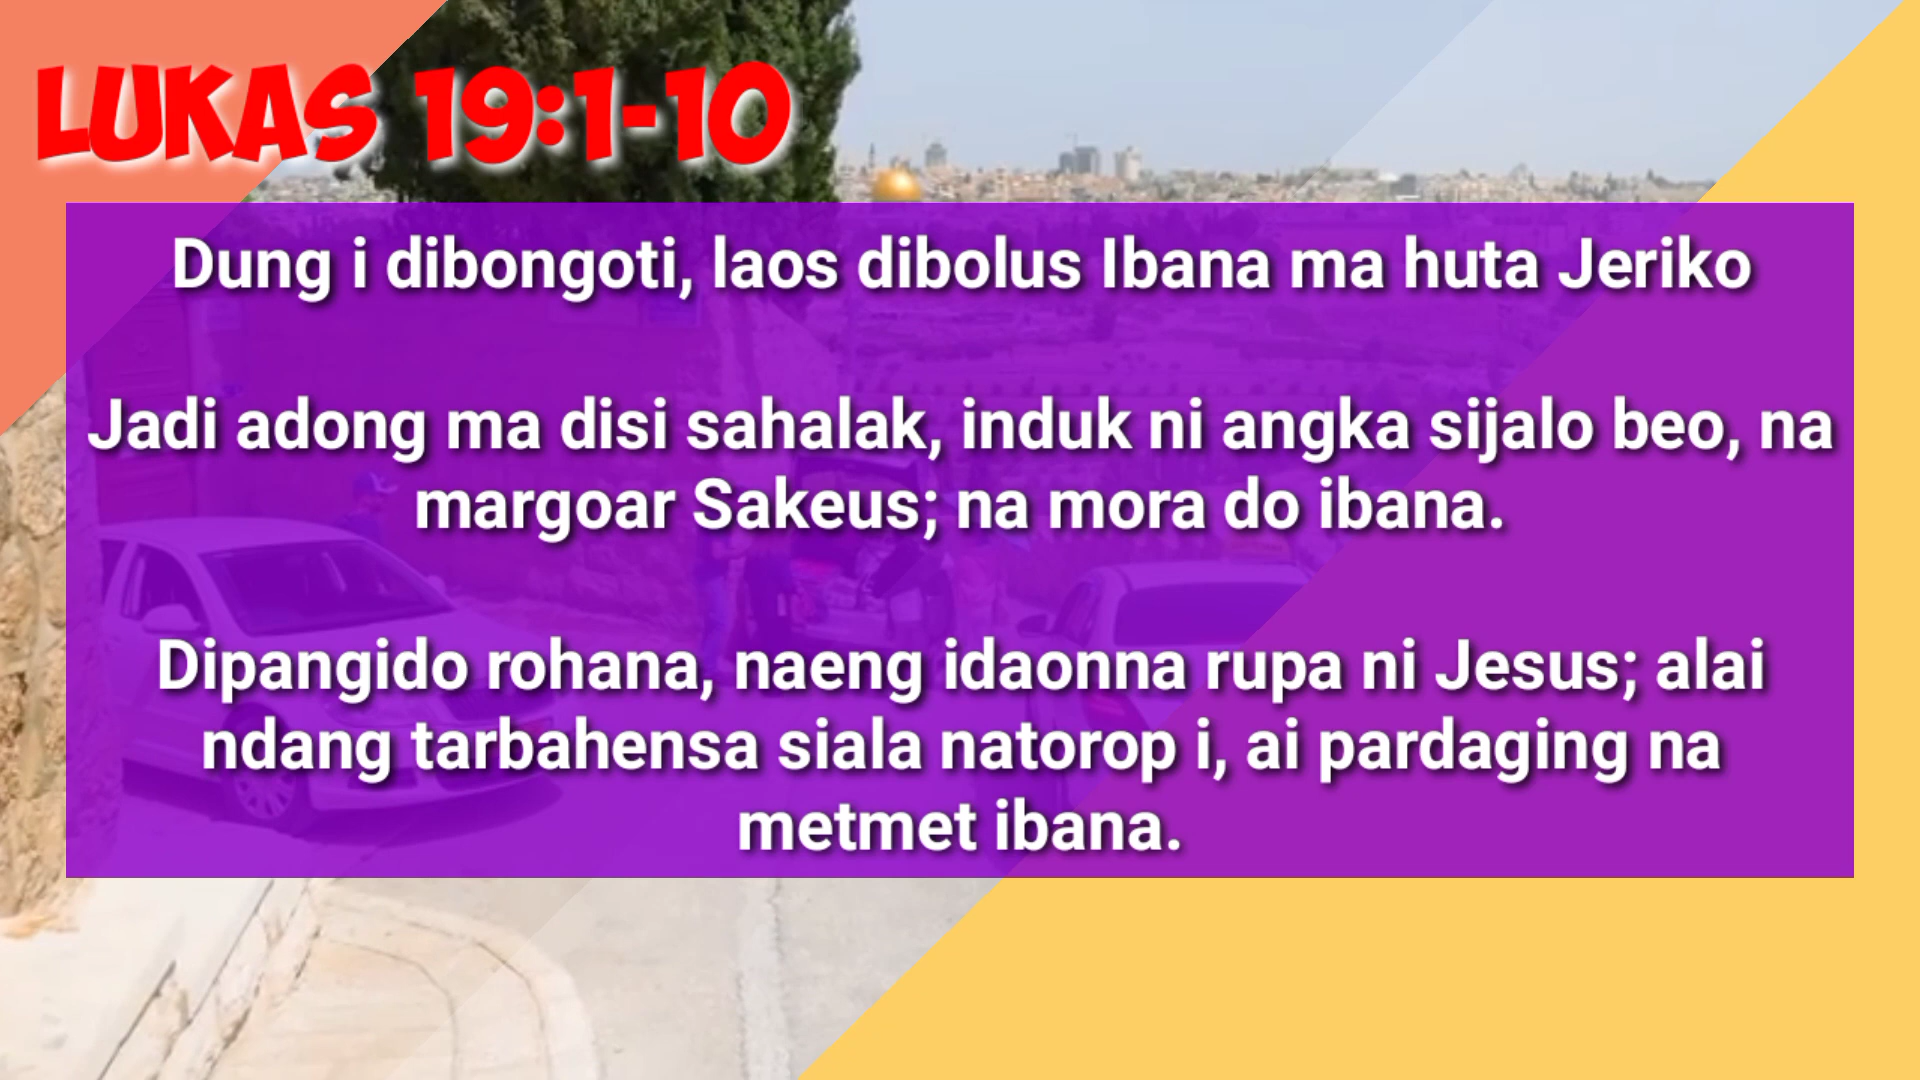 LUKAS 19:1-10
Dung i dibongoti, laos dibolus Ibana ma huta Jeriko
Jadi adong ma disi sahalak, induk ni angka sijalo beo, na
margoar Sakeus; na mora do ibana.
Dipangido rohana, naeng idaonna rupa ni Jesus; alai
ndang tarbahensa siala natorop i, ai pardaging na
metmet ibana.